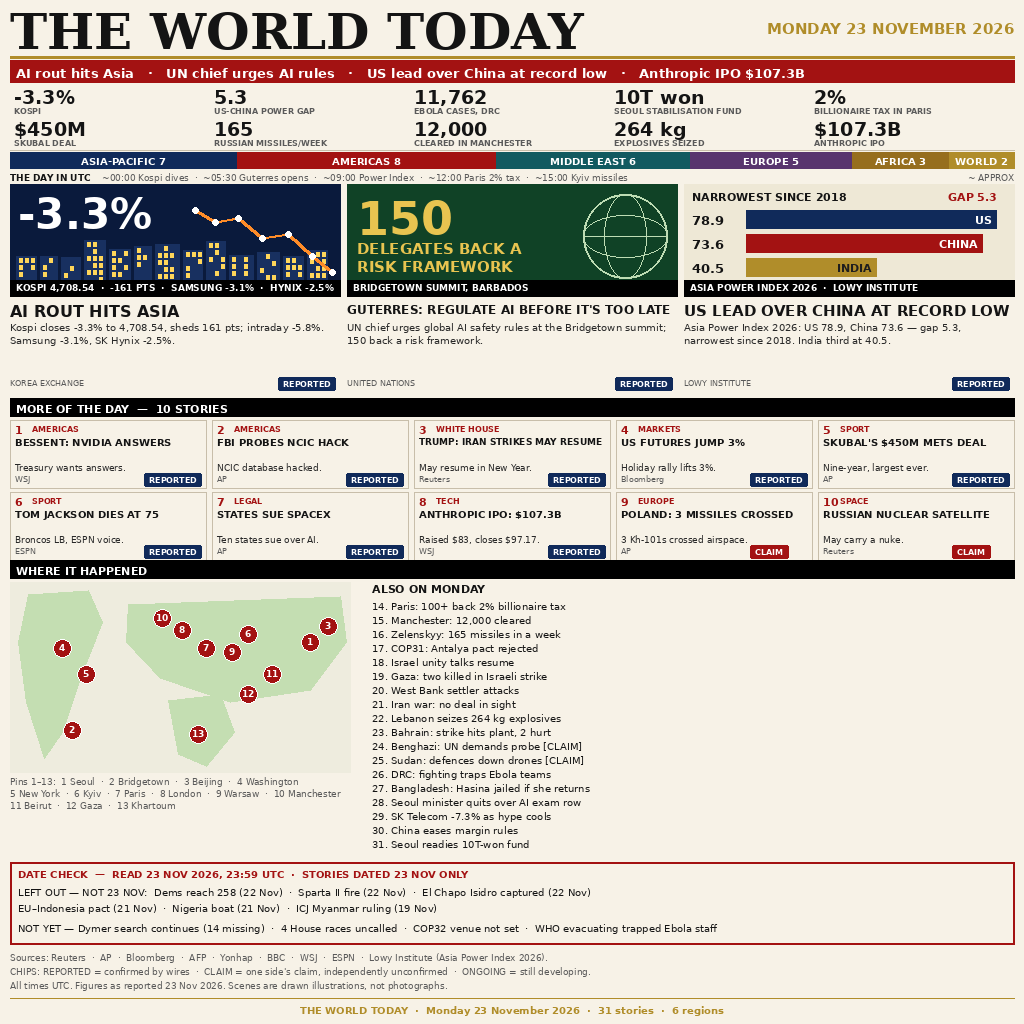 THE WORLD TODAY
MONDAY 23 NOVEMBER 2026
AI rout hits Asia · UN chief urges AI rules · US lead over China at record low · Anthropic IPO $107.3B
-3.3%
KOSPI
5.3
US-CHINA POWER GAP
11,762
EBOLA CASES, DRC
10T won
SEOUL STABILISATION FUND
2%
BILLIONAIRE TAX IN PARIS
$450M
SKUBAL DEAL
165
RUSSIAN MISSILES/WEEK
12,000
CLEARED IN MANCHESTER
264 kg
EXPLOSIVES SEIZED
$107.3B
ANTHROPIC IPO
ASIA-PACIFIC 7
AMERICAS 8
MIDDLE EAST 6
EUROPE 5
AFRICA 3
WORLD 2
THE DAY IN UTC ~00:00 Kospi dives · ~05:30 Guterres opens · ~09:00 Power Index · ~12:00 Paris 2% tax · ~15:00 Kyiv missiles
~ APPROX
-3.3%
KOSPI 4,708.54 · -161 PTS · SAMSUNG -3.1% · HYNIX -2.5%
150
DELEGATES BACK A
RISK FRAMEWORK
BRIDGETOWN SUMMIT, BARBADOS
NARROWEST SINCE 2018
GAP 5.3
78.9
US
73.6
CHINA
40.5
INDIA
ASIA POWER INDEX 2026 · LOWY INSTITUTE
AI ROUT HITS ASIA
Kospi closes -3.3% to 4,708.54, sheds 161 pts; intraday -5.8%.
Samsung -3.1%, SK Hynix -2.5%.
KOREA EXCHANGE
REPORTED
GUTERRES: REGULATE AI BEFORE IT'S TOO LATE
UN chief urges global AI safety rules at the Bridgetown summit;
150 back a risk framework.
UNITED NATIONS
REPORTED
US LEAD OVER CHINA AT RECORD LOW
Asia Power Index 2026: US 78.9, China 73.6 — gap 5.3,
narrowest since 2018. India third at 40.5.
LOWY INSTITUTE
REPORTED
MORE OF THE DAY — 10 STORIES
1 AMERICAS
BESSENT: NVIDIA ANSWERS
Treasury wants answers.
WSJ
REPORTED
2 AMERICAS
FBI PROBES NCIC HACK
NCIC database hacked.
AP
REPORTED
3 WHITE HOUSE
TRUMP: IRAN STRIKES MAY RESUME
May resume in New Year.
Reuters
REPORTED
4 MARKETS
US FUTURES JUMP 3%
Holiday rally lifts 3%.
Bloomberg
REPORTED
5 SPORT
SKUBAL'S $450M METS DEAL
Nine-year, largest ever.
AP
REPORTED
6 SPORT
TOM JACKSON DIES AT 75
Broncos LB, ESPN voice.
ESPN
REPORTED
7 LEGAL
STATES SUE SPACEX
Ten states sue over AI.
AP
REPORTED
8 TECH
ANTHROPIC IPO: $107.3B
Raised $83, closes $97.17.
WSJ
REPORTED
9 EUROPE
POLAND: 3 MISSILES CROSSED
3 Kh-101s crossed airspace.
AP
CLAIM
10 SPACE
RUSSIAN NUCLEAR SATELLITE
May carry a nuke.
Reuters
CLAIM
WHERE IT HAPPENED
10
8
7
9
6
3
1
4
5
11
12
2
13
Pins 1–13: 1 Seoul · 2 Bridgetown · 3 Beijing · 4 Washington
5 New York · 6 Kyiv · 7 Paris · 8 London · 9 Warsaw · 10 Manchester
11 Beirut · 12 Gaza · 13 Khartoum
ALSO ON MONDAY
14. Paris: 100+ back 2% billionaire tax
15. Manchester: 12,000 cleared
16. Zelenskyy: 165 missiles in a week
17. COP31: Antalya pact rejected
18. Israel unity talks resume
19. Gaza: two killed in Israeli strike
20. West Bank settler attacks
21. Iran war: no deal in sight
22. Lebanon seizes 264 kg explosives
23. Bahrain: strike hits plant, 2 hurt
24. Benghazi: UN demands probe [CLAIM]
25. Sudan: defences down drones [CLAIM]
26. DRC: fighting traps Ebola teams
27. Bangladesh: Hasina jailed if she returns
28. Seoul minister quits over AI exam row
29. SK Telecom -7.3% as hype cools
30. China eases margin rules
31. Seoul readies 10T-won fund
DATE CHECK — READ 23 NOV 2026, 23:59 UTC · STORIES DATED 23 NOV ONLY
LEFT OUT — NOT 23 NOV: Dems reach 258 (22 Nov) · Sparta II fire (22 Nov) · El Chapo Isidro captured (22 Nov)
EU–Indonesia pact (21 Nov) · Nigeria boat (21 Nov) · ICJ Myanmar ruling (19 Nov)
NOT YET — Dymer search continues (14 missing) · 4 House races uncalled · COP32 venue not set · WHO evacuating trapped Ebola staff
Sources: Reuters · AP · Bloomberg · AFP · Yonhap · BBC · WSJ · ESPN · Lowy Institute (Asia Power Index 2026).
CHIPS: REPORTED = confirmed by wires · CLAIM = one side's claim, independently unconfirmed · ONGOING = still developing.
All times UTC. Figures as reported 23 Nov 2026. Scenes are drawn illustrations, not photographs.
THE WORLD TODAY · Monday 23 November 2026 · 31 stories · 6 regions